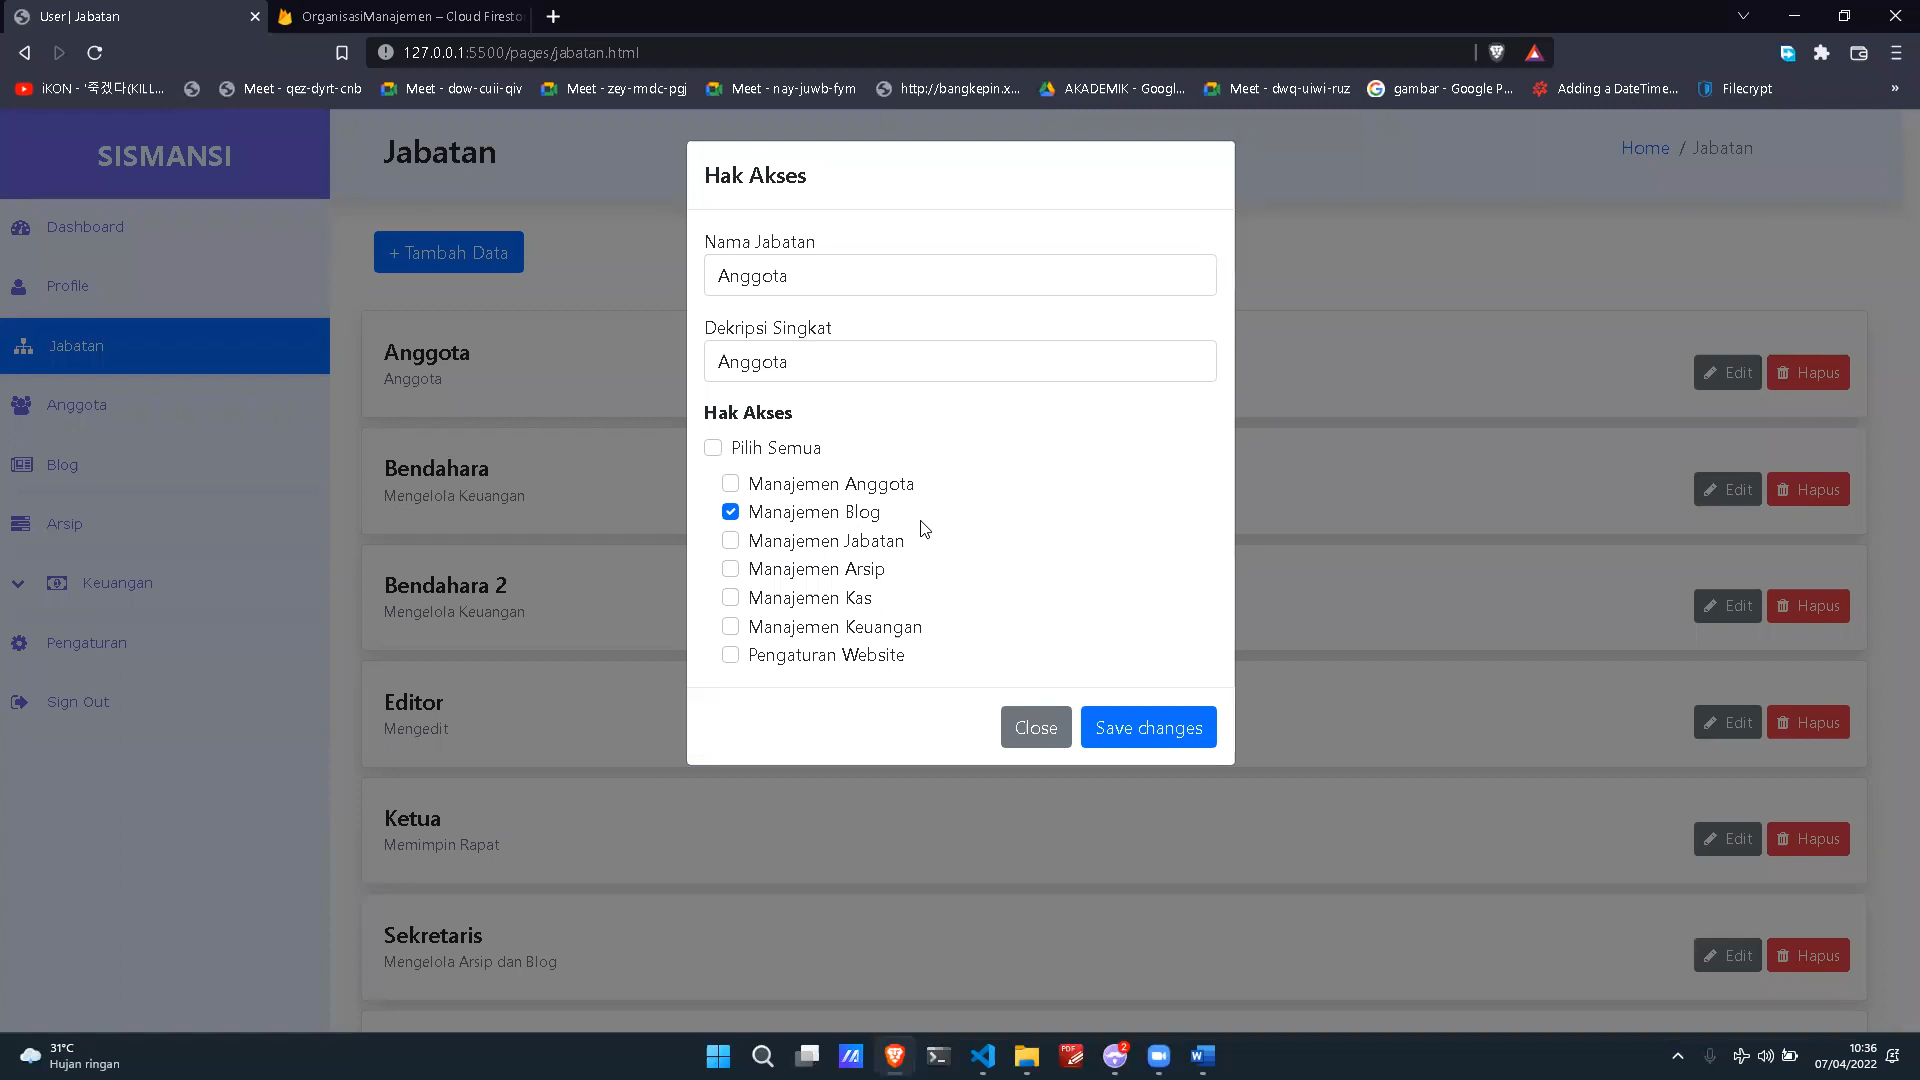 User | Jabatan
OrganisasiManajemen – Cloud Firesto
127.0.0.1:5500/pages/jabatan.html
iKON - '죽겠다(KILL...
Meet - qez-dyrt-cnb
Meet - dow-cuii-qiv
Meet - zey-rmdc-pgj
Meet - nay-juwb-fym
http://bangkepin.x...
AKADEMIK - Googl...
Meet - dwq-uiwi-ruz
gambar - Google P...
Adding a DateTime...
Filecrypt
»
SISMANSI
Dashboard
Profile
Jabatan
Anggota
Blog
Arsip
Keuangan
Pengaturan
Sign Out
Jabatan
Home / Jabatan
+ Tambah Data
Anggota
Anggota
Edit
Hapus
Bendahara
Mengelola Keuangan
Edit
Hapus
Bendahara 2
Mengelola Keuangan
Edit
Hapus
Editor
Mengedit
Edit
Hapus
Ketua
Memimpin Rapat
Edit
Hapus
Sekretaris
Mengelola Arsip dan Blog
Edit
Hapus
Hak Akses
Nama Jabatan
Anggota
Dekripsi Singkat
Anggota
Hak Akses
Pilih Semua
Manajemen Anggota
Manajemen Blog
Manajemen Jabatan
Manajemen Arsip
Manajemen Kas
Manajemen Keuangan
Pengaturan Website
Close
Save changes
31°C
Hujan ringan
PDF
2
W
10:36
07/04/2022